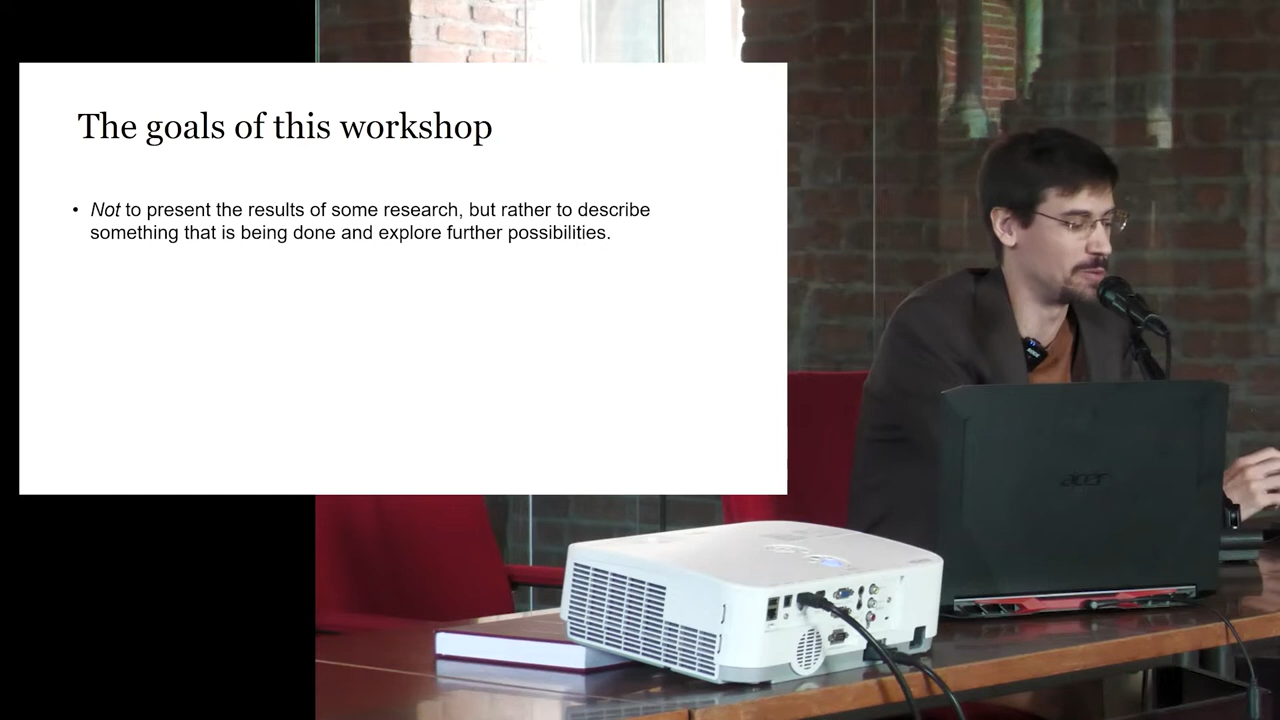 The goals of this workshop
• Not to present the results of some research, but rather to describe
something that is being done and explore further possibilities.
acer